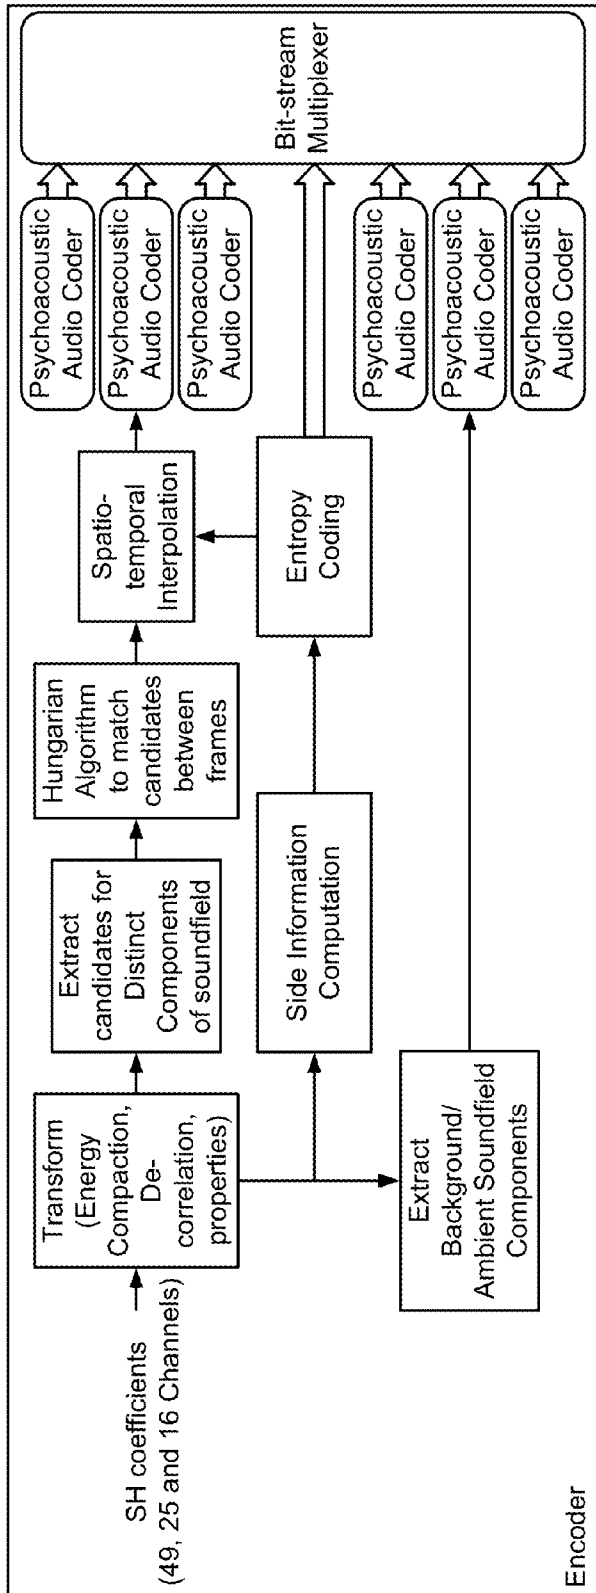 SH coefficients
(49, 25 and 16 Channels)
Transform
(Energy
Compaction,
De-
correlation,
properties)
Extract
candidates for
Distinct
Components
of soundfield
Hungarian
Algorithm
to match
candidates
between
frames
Spatio-
temporal
Interpolation
Psychoacoustic
Audio Coder
Psychoacoustic
Audio Coder
Psychoacoustic
Audio Coder
Side Information
Computation
Entropy
Coding
Bit-stream
Multiplexer
Extract
Background/
Ambient Soundfield
Components
Psychoacoustic
Audio Coder
Psychoacoustic
Audio Coder
Psychoacoustic
Audio Coder
Encoder